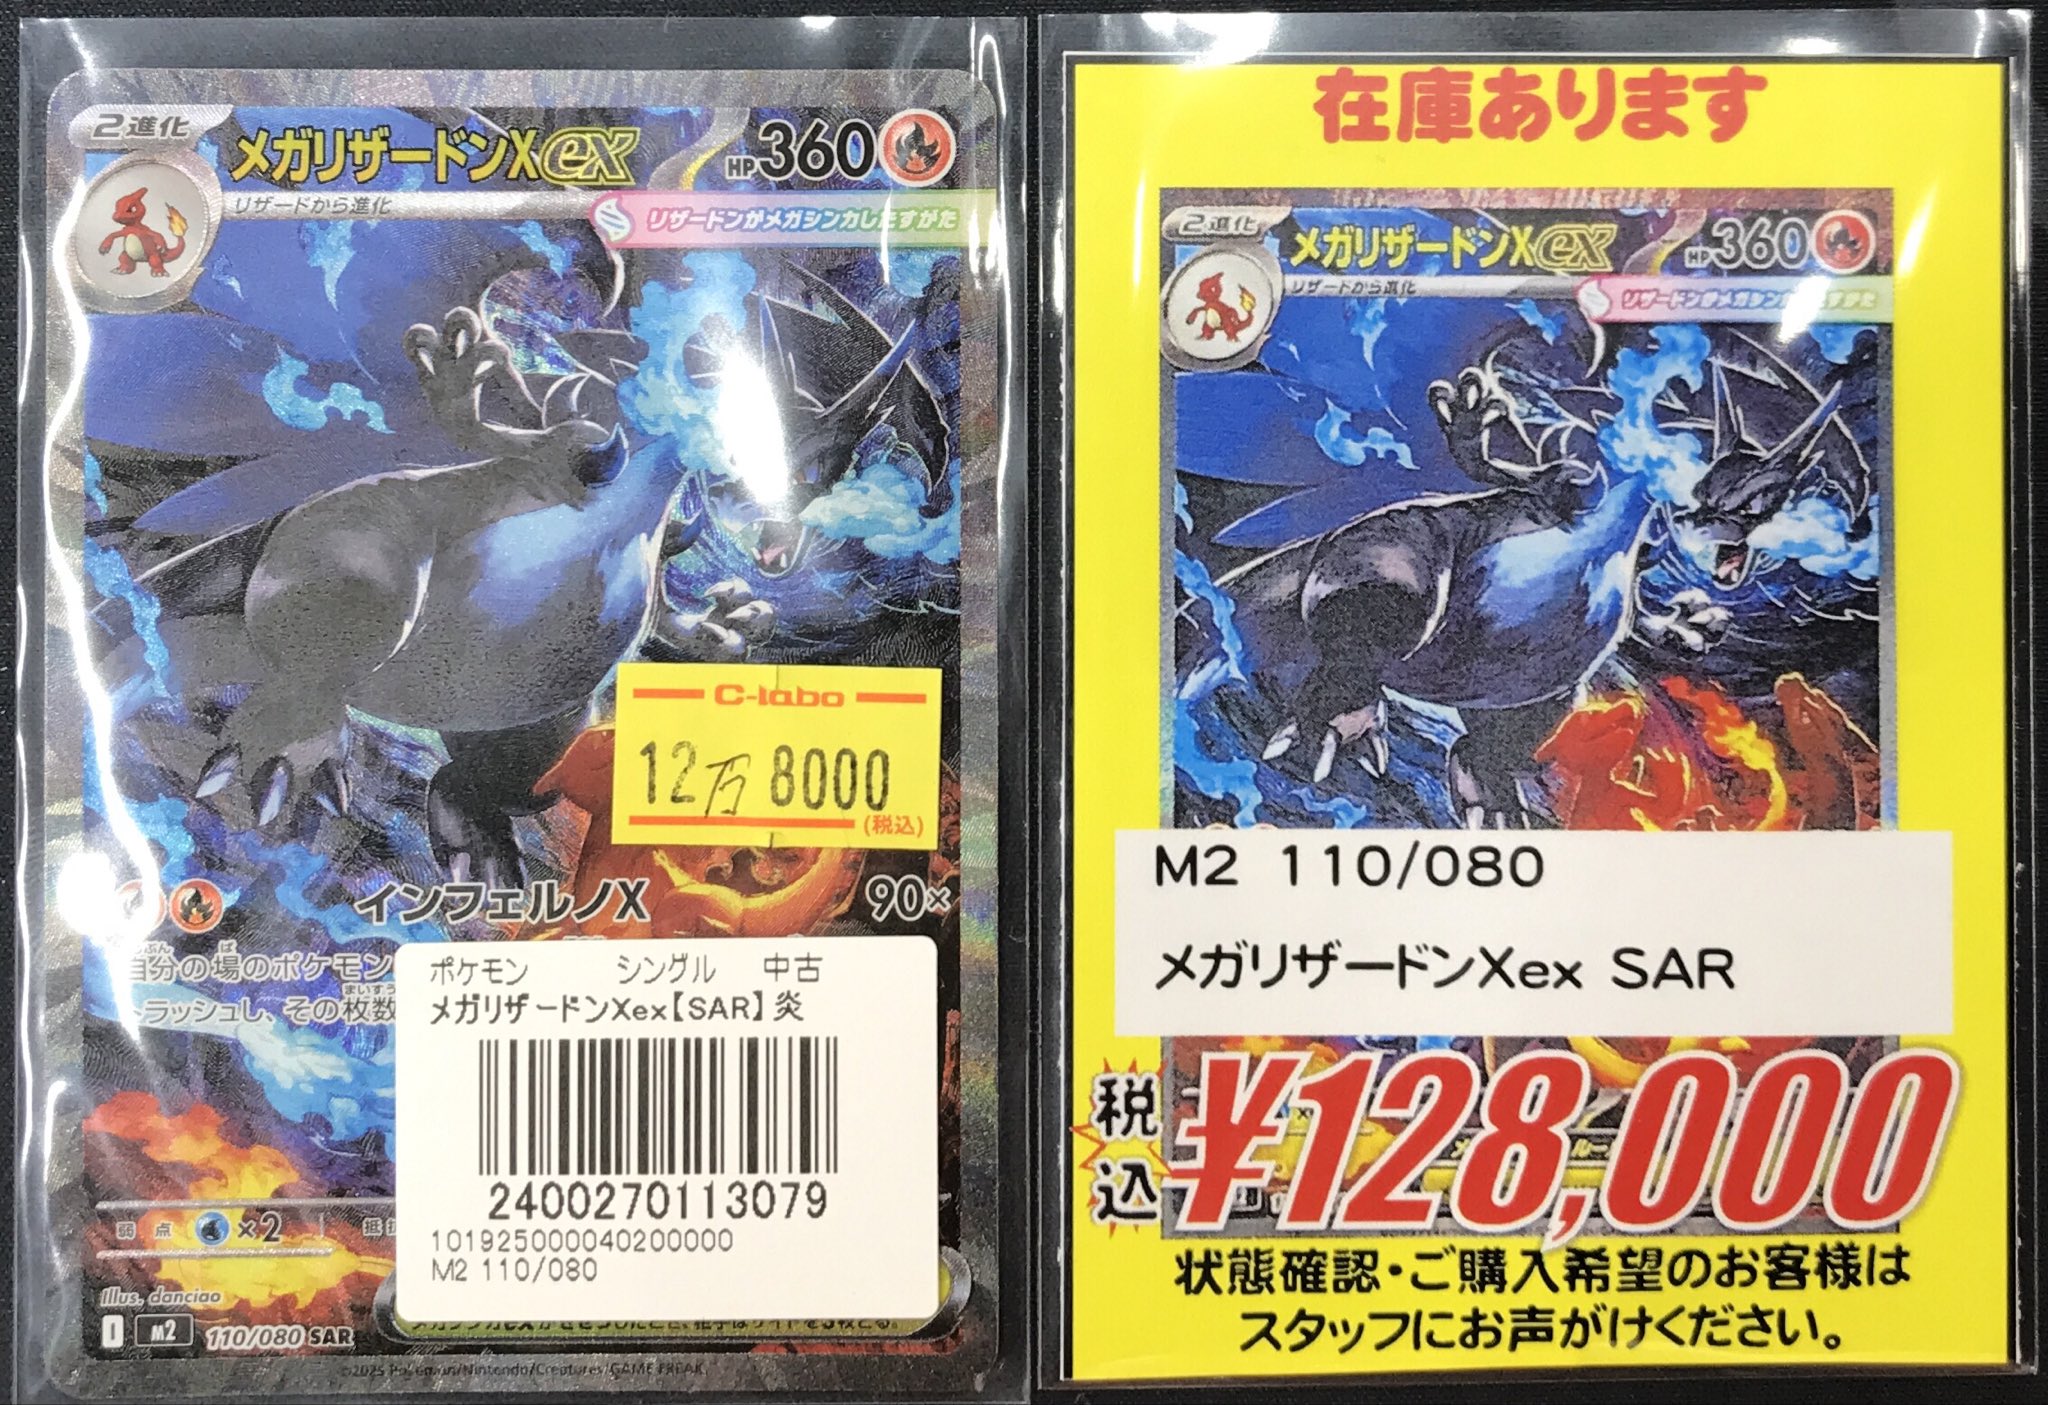 2進化
メガリザードンXex
HP360
リザードから進化
リザードンがメガシンカしたすがた
C-labo
12万 8000
(税込)
インフェルノX
90×
自分の場のポケモン
ラッシュし、その枚数
ポケモン シングル 中古
メガリザードンXex【SAR】炎
2400270113079
101925000040200000
M2 110/080
弱点 ×2
Illus. danciao
I M2 110/080 SAR
©2025 Pokémon/Nintendo/Creatures/GAME FREAK.
在庫あります
2進化
メガリザードンXex
HP360
リザードから進化
M2 110/080
メガリザードンXex SAR
税込
¥128,000
状態確認・ご購入希望のお客様は
スタッフにお声がけください。